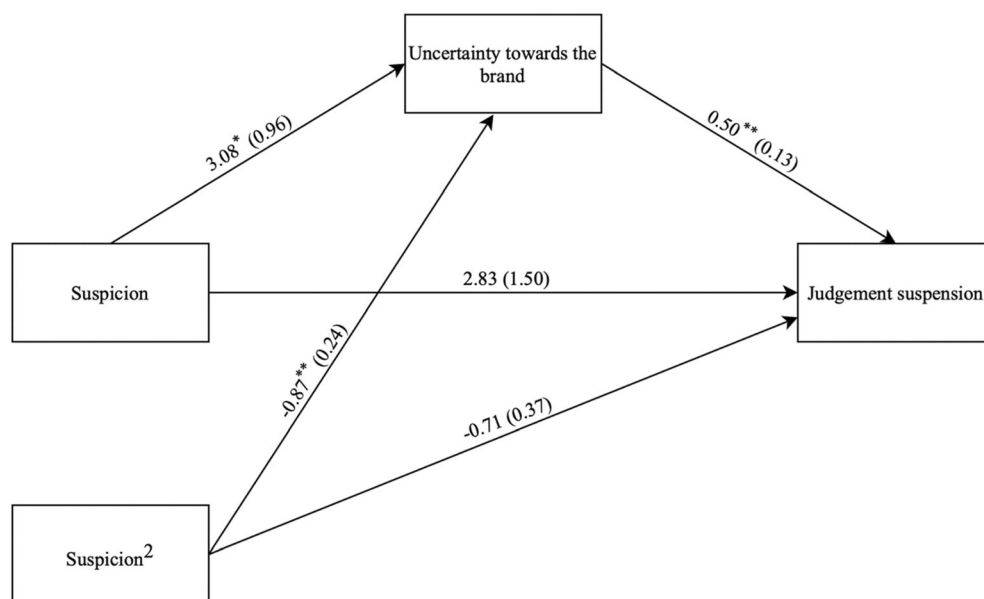 Uncertainty towards the
brand
3.08* (0.96)
0.50** (0.13)
Suspicion
2.83 (1.50)
Judgement suspension
-0.87** (0.24)
-0.71 (0.37)
Suspicion²